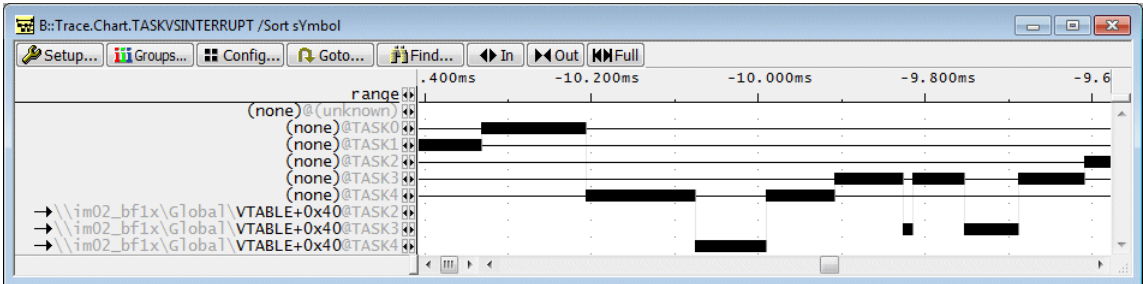 B::Trace.Chart.TASKVSINTERRUPT /Sort sYmbol
Setup... Groups... Config... Goto... Find... In Out Full
.400ms -10.200ms -10.000ms -9.800ms -9.6
range
(none)@(unknown)
(none)@TASK0
(none)@TASK1
(none)@TASK2
(none)@TASK3
(none)@TASK4
\\im02_bf1x\Global\VTABLE+0x40@TASK2
\\im02_bf1x\Global\VTABLE+0x40@TASK3
\\im02_bf1x\Global\VTABLE+0x40@TASK4